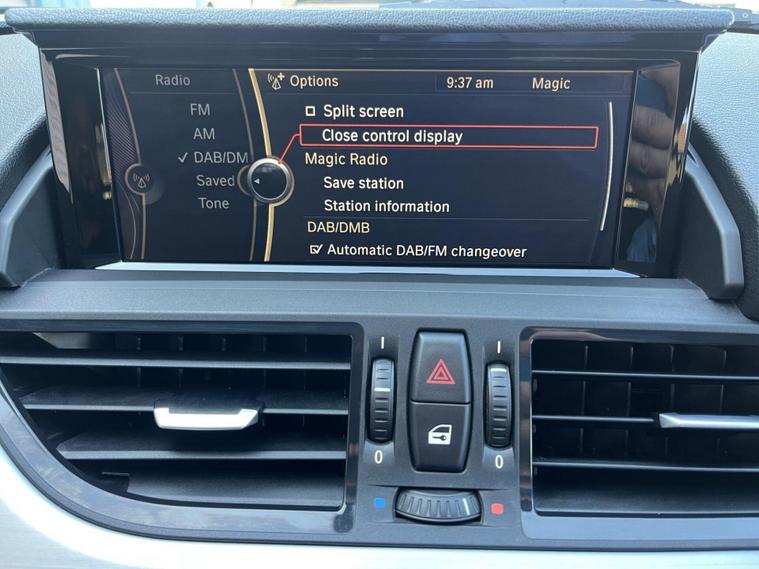 Radio
FM
AM
DAB/DM
Saved
Tone
Options
9:37 am
Magic
Split screen
Close control display
Magic Radio
Save station
Station information
DAB/DMB
Automatic DAB/FM changeover
I
I
0
0